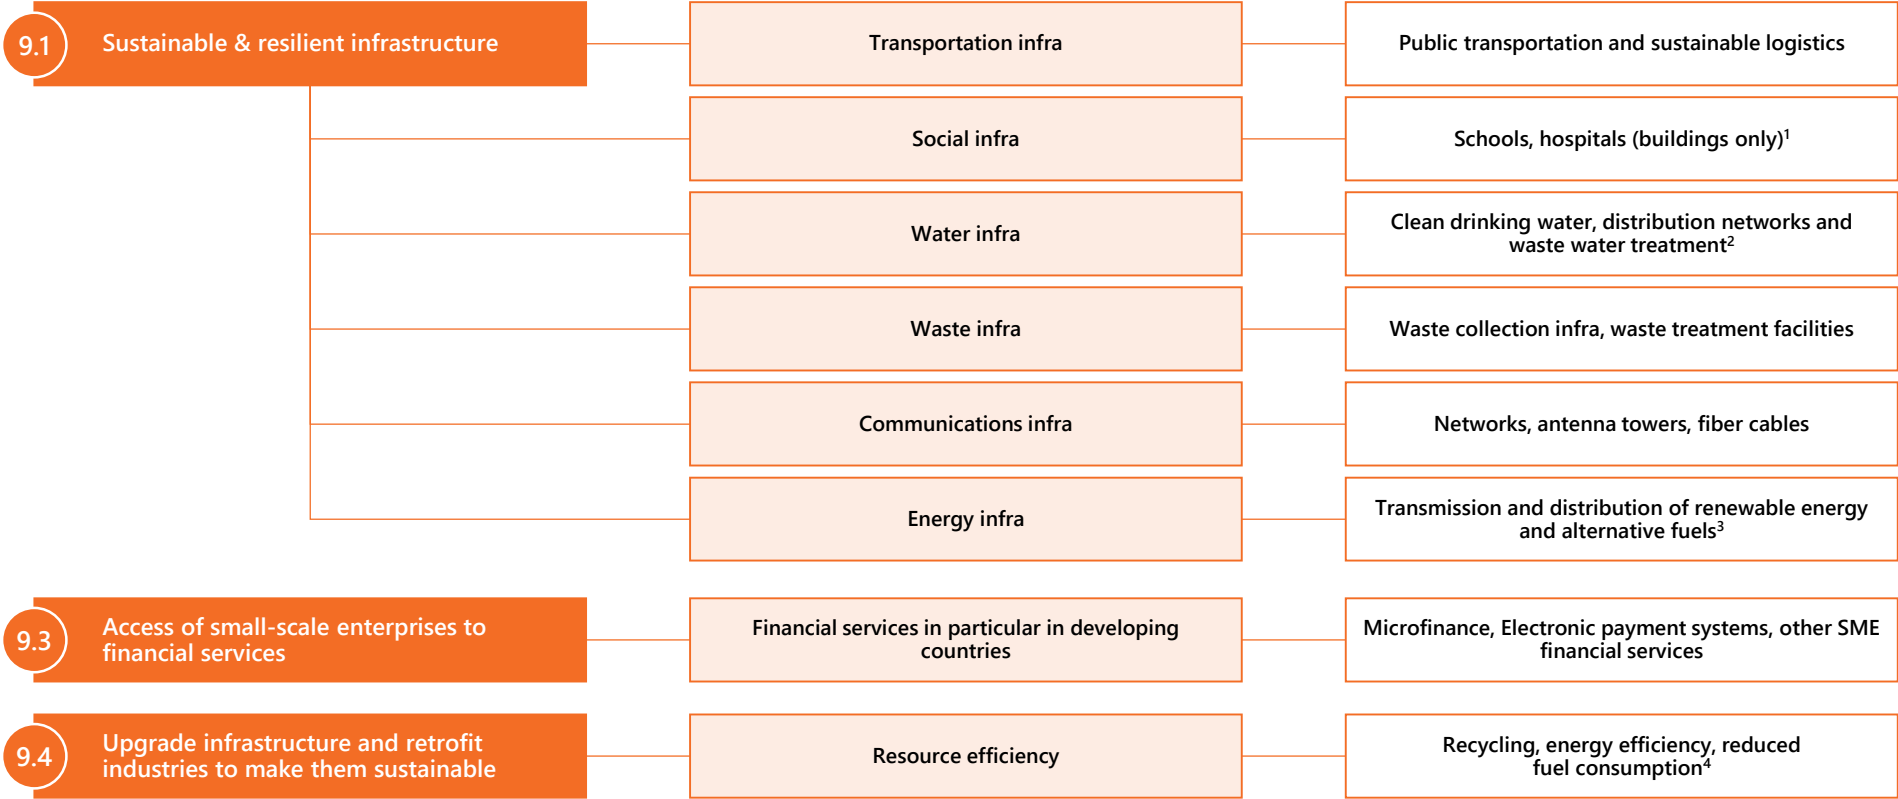 9.1
Sustainable & resilient infrastructure
Transportation infra
Public transportation and sustainable logistics
Social infra
Schools, hospitals (buildings only)¹
Water infra
Clean drinking water, distribution networks and
waste water treatment²
Waste infra
Waste collection infra, waste treatment facilities
Communications infra
Networks, antenna towers, fiber cables
Energy infra
Transmission and distribution of renewable energy
and alternative fuels³
9.3
Access of small-scale enterprises to
financial services
Financial services in particular in developing
countries
Microfinance, Electronic payment systems, other SME
financial services
9.4
Upgrade infrastructure and retrofit
industries to make them sustainable
Resource efficiency
Recycling, energy efficiency, reduced
fuel consumption⁴